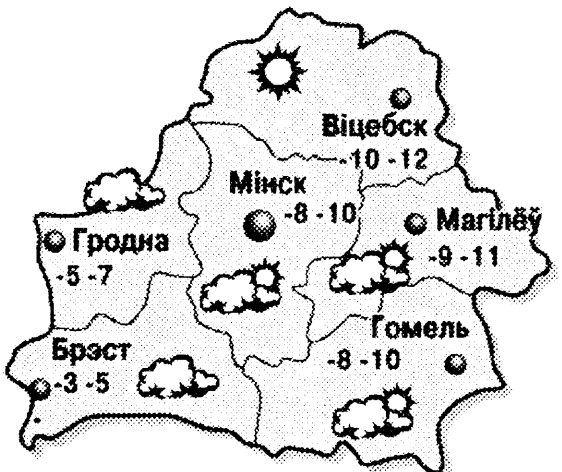 Віцебск
-10 -12
Мінск
-8 -10
Магілёў
-9 -11
Гродна
-5 -7
Гомель
-8 -10
Брэст
-3 -5